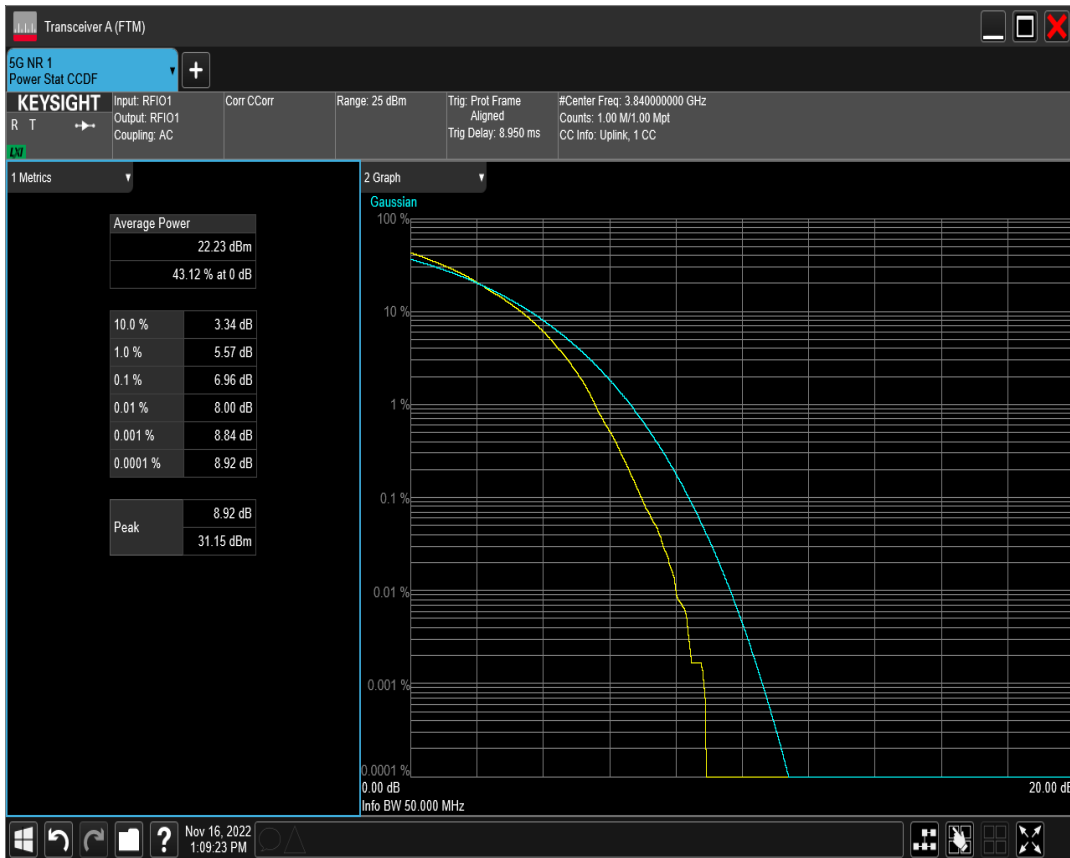 Transceiver A (FTM)
5G NR 1
Power Stat CCDF
+
KEYSIGHT
R T
LXI
Input: RFIO1
Output: RFIO1
Coupling: AC
Corr CCorr
Range: 25 dBm
Trig: Prot Frame
Aligned
Trig Delay: 8.950 ms
#Center Freq: 3.840000000 GHz
Counts: 1.00 M/1.00 Mpt
CC Info: Uplink, 1 CC
1 Metrics
Average Power
22.23 dBm
43.12 % at 0 dB
10.0 % 3.34 dB
1.0 % 5.57 dB
0.1 % 6.96 dB
0.01 % 8.00 dB
0.001 % 8.84 dB
0.0001 % 8.92 dB
Peak 8.92 dB
31.15 dBm
2 Graph
Gaussian
100 %
10 %
1 %
0.1 %
0.01 %
0.001 %
0.0001 %
0.00 dB 20.00 dB
Info BW 50.000 MHz
?
Nov 16, 2022
1:09:23 PM